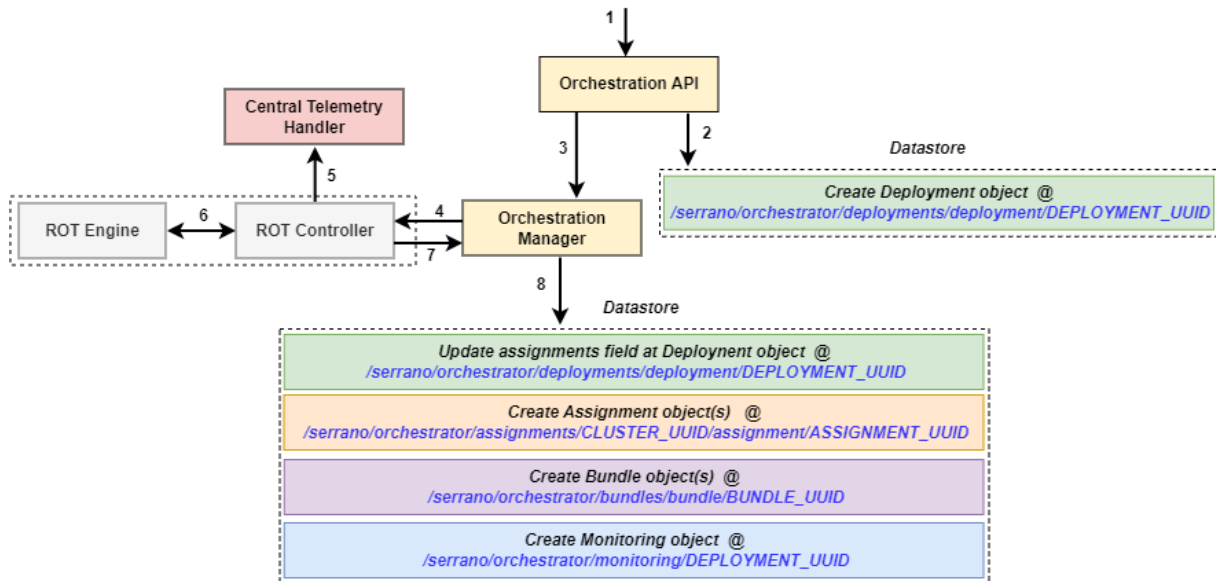 1
Orchestration API
Central Telemetry
Handler
3
2
Datastore
5
Create Deployment object @
/serrano/orchestrator/deployments/deployment/DEPLOYMENT_UUID
ROT Engine
6
ROT Controller
4
Orchestration
Manager
7
8
Datastore
Update assignments field at Deploynent object @
/serrano/orchestrator/deployments/deployment/DEPLOYMENT_UUID
Create Assignment object(s) @
/serrano/orchestrator/assignments/CLUSTER_UUID/assignment/ASSIGNMENT_UUID
Create Bundle object(s) @
/serrano/orchestrator/bundles/bundle/BUNDLE_UUID
Create Monitoring object @
/serrano/orchestrator/monitoring/DEPLOYMENT_UUID